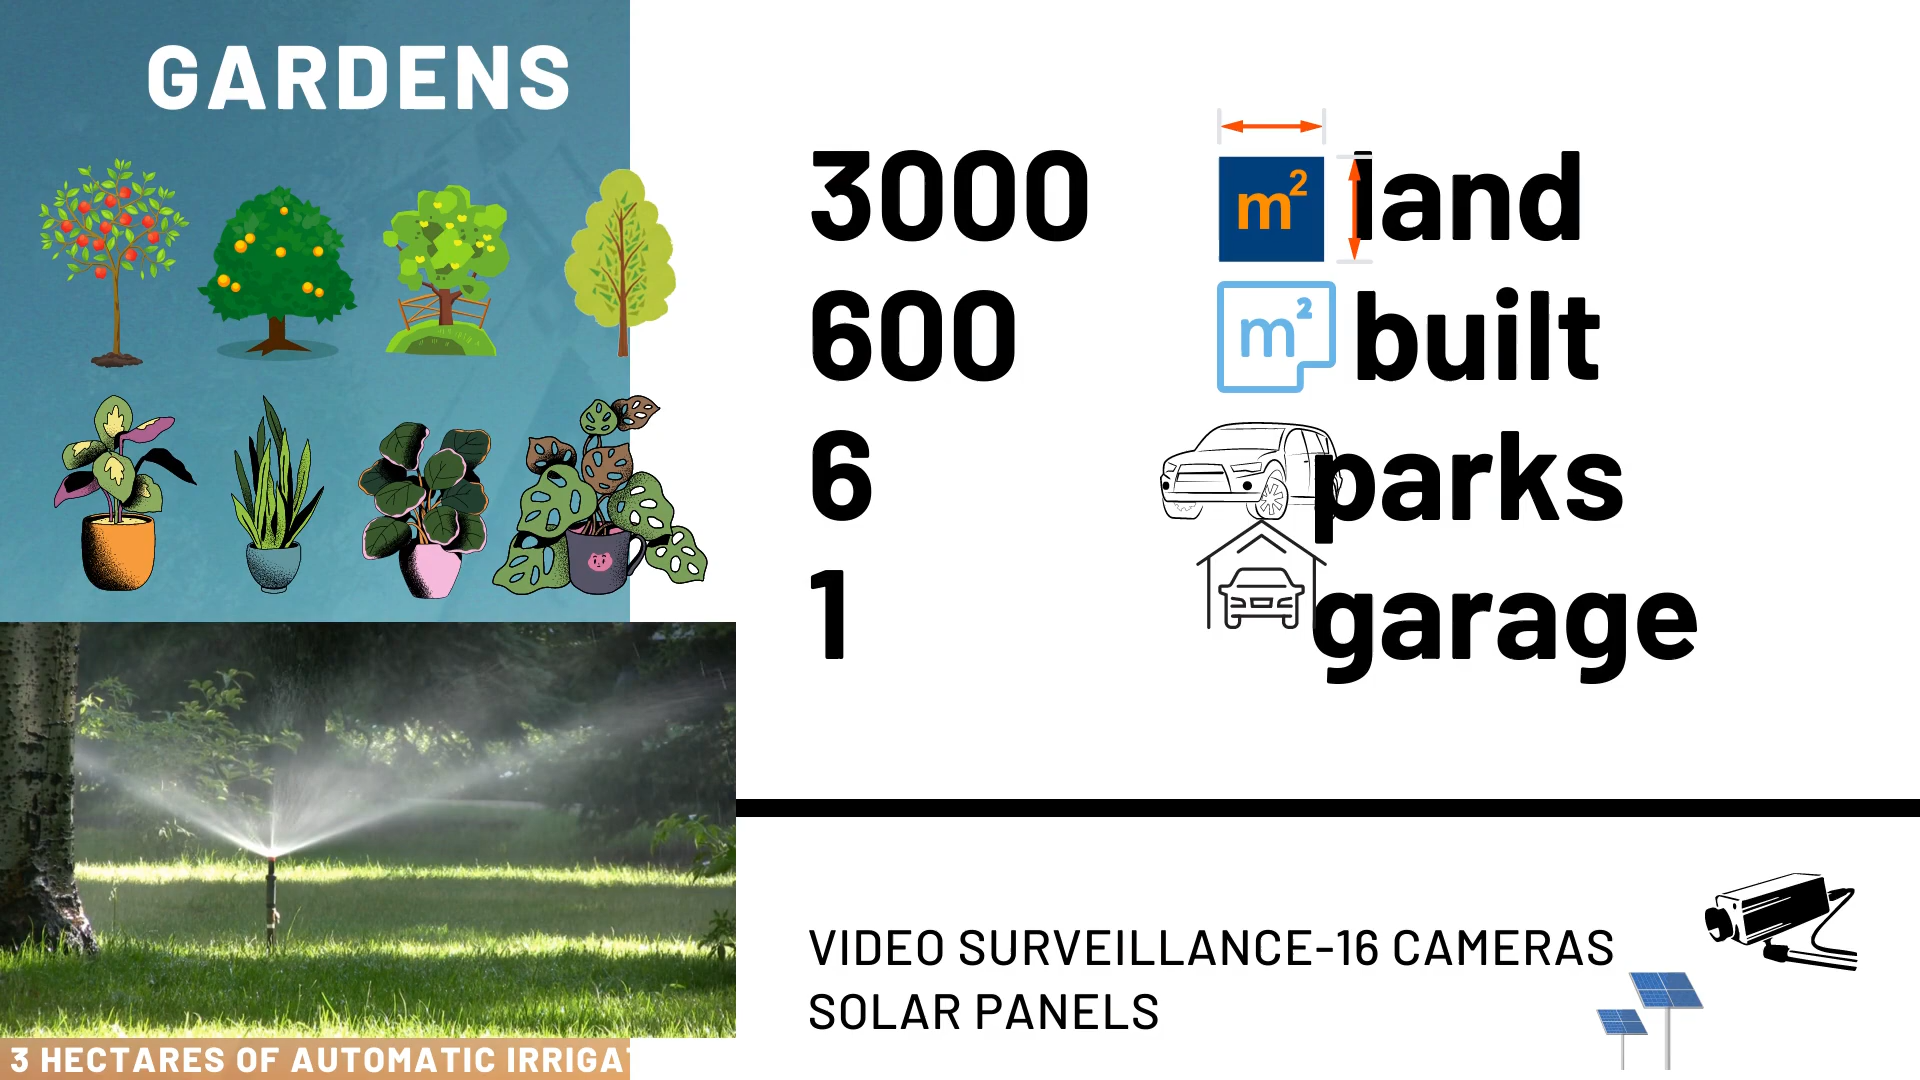 GARDENS
3000 m² land
600 m² built
6 parks
1 garage
VIDEO SURVEILLANCE-16 CAMERAS
SOLAR PANELS
3 HECTARES OF AUTOMATIC IRRIGA